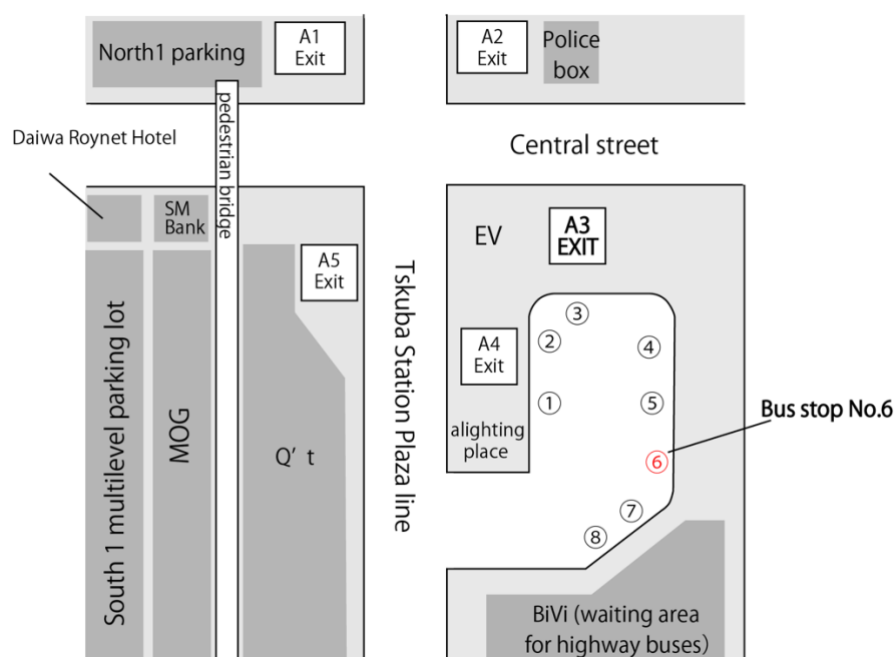 North1 parking
A1
Exit
A2
Exit
Police
box
Daiwa Roynet Hotel
pedestrian bridge
Central street
SM
Bank
EV
A3
EXIT
A5
Exit
A4
Exit
③
②
④
①
⑤
⑥
⑦
⑧
Bus stop No.6
alighting
place
South 1 multilevel parking lot
MOG
Q' t
Tskuba Station Plaza line
BiVi (waiting area
for highway buses)